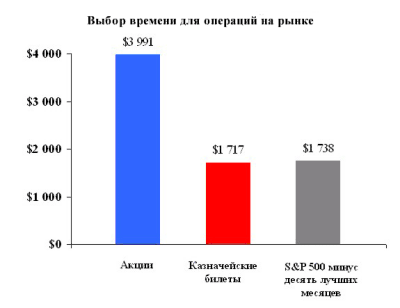 Выбор времени для операций на рынке
$3 991
$4 000
$3 000
$2 000
$1 717
$1 738
$1 000
$0
Акции
Казначейские
билеты
S&P 500 минус
десять лучших
месяцев